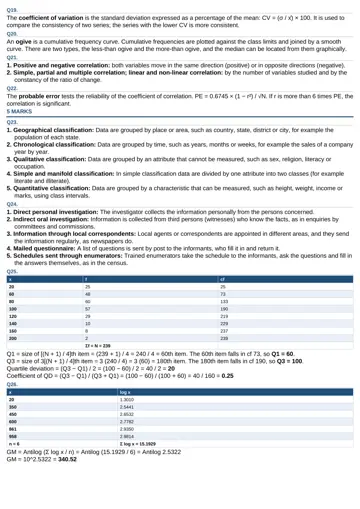 Q19.
The coefficient of variation is the standard deviation expressed as a percentage of the mean: CV = (σ / x̄) × 100. It is used to
compare the consistency of two series; the series with the lower CV is more consistent.
Q20.
An ogive is a cumulative frequency curve. Cumulative frequencies are plotted against the class limits and joined by a smooth
curve. There are two types, the less-than ogive and the more-than ogive, and the median can be located from them graphically.
Q21.
1. Positive and negative correlation: both variables move in the same direction (positive) or in opposite directions (negative).
2. Simple, partial and multiple correlation; linear and non-linear correlation: by the number of variables studied and by the
constancy of the ratio of change.
Q22.
The probable error tests the reliability of the coefficient of correlation. PE = 0.6745 × (1 − r²) / √N. If r is more than 6 times PE, the
correlation is significant.
5 MARKS
Q23.
1. Geographical classification: Data are grouped by place or area, such as country, state, district or city, for example the
population of each state.
2. Chronological classification: Data are grouped by time, such as years, months or weeks, for example the sales of a company
year by year.
3. Qualitative classification: Data are grouped by an attribute that cannot be measured, such as sex, religion, literacy or
occupation.
4. Simple and manifold classification: In simple classification data are divided by one attribute into two classes (for example
literate and illiterate).
5. Quantitative classification: Data are grouped by a characteristic that can be measured, such as height, weight, income or
marks, using class intervals.
Q24.
1. Direct personal investigation: The investigator collects the information personally from the persons concerned.
2. Indirect oral investigation: Information is collected from third persons (witnesses) who know the facts, as in enquiries by
committees and commissions.
3. Information through local correspondents: Local agents or correspondents are appointed in different areas, and they send
the information regularly, as newspapers do.
4. Mailed questionnaire: A list of questions is sent by post to the informants, who fill it in and return it.
5. Schedules sent through enumerators: Trained enumerators take the schedule to the informants, ask the questions and fill in
the answers themselves, as in the census.
Q25.
x f cf
20 25 25
60 48 73
80 60 133
100 57 190
120 29 219
140 10 229
160 8 237
200 2 239
Σf = N = 239
Q1 = size of [(N + 1) / 4]th item = (239 + 1) / 4 = 240 / 4 = 60th item. The 60th item falls in cf 73, so Q1 = 60.
Q3 = size of 3[(N + 1) / 4]th item = 3 (240 / 4) = 3 (60) = 180th item. The 180th item falls in cf 190, so Q3 = 100.
Quartile deviation = (Q3 − Q1) / 2 = (100 − 60) / 2 = 40 / 2 = 20
Coefficient of QD = (Q3 − Q1) / (Q3 + Q1) = (100 − 60) / (100 + 60) = 40 / 160 = 0.25
Q26.
x log x
20 1.3010
350 2.5441
450 2.6532
600 2.7782
861 2.9350
958 2.9814
n = 6 Σ log x = 15.1929
GM = Antilog (Σ log x / n) = Antilog (15.1929 / 6) = Antilog 2.5322
GM = 10^2.5322 = 340.52